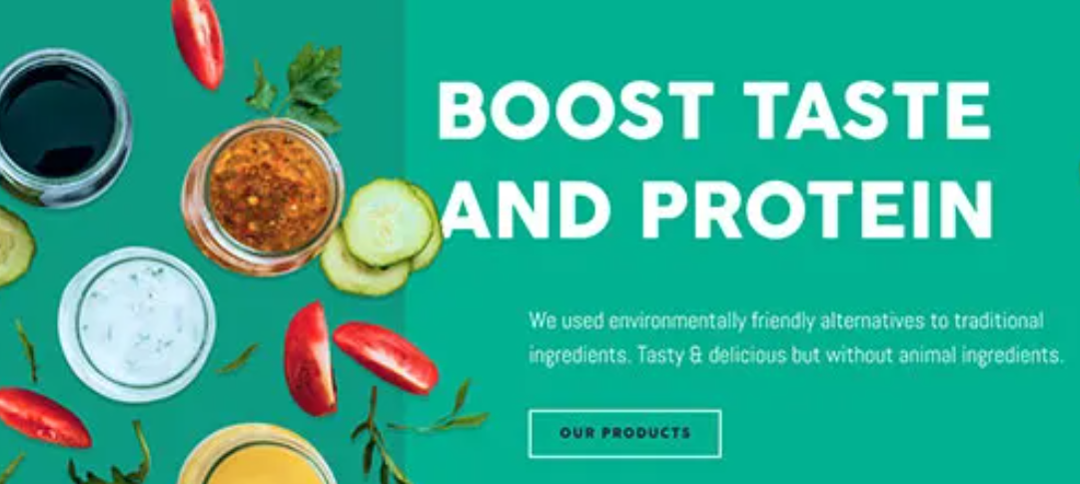 BOOST TASTE
AND PROTEIN
We used environmentally friendly alternatives to traditional
ingredients. Tasty & delicious but without animal ingredients.
OUR PRODUCTS